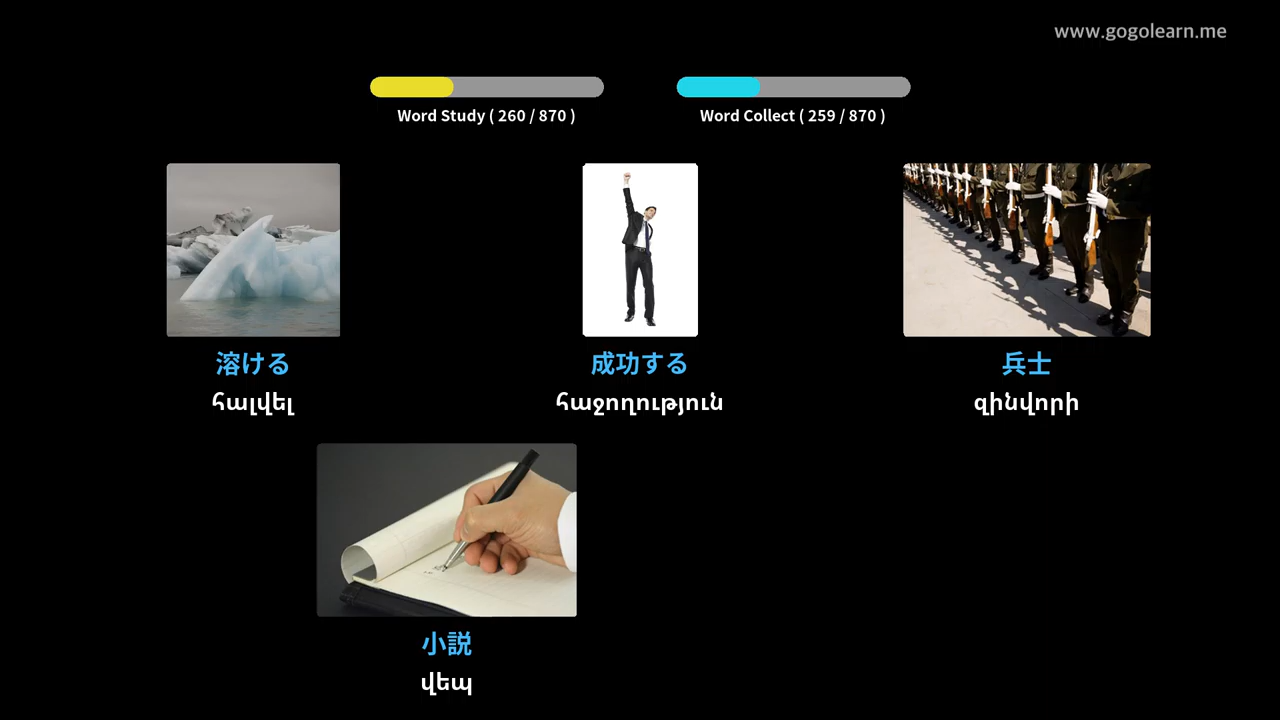 www.gogolearn.me
Word Study ( 260 / 870 )
Word Collect ( 259 / 870 )
溶ける
հալվել
成功する
հաջողություն
兵士
զինվորի
小説
վեպ